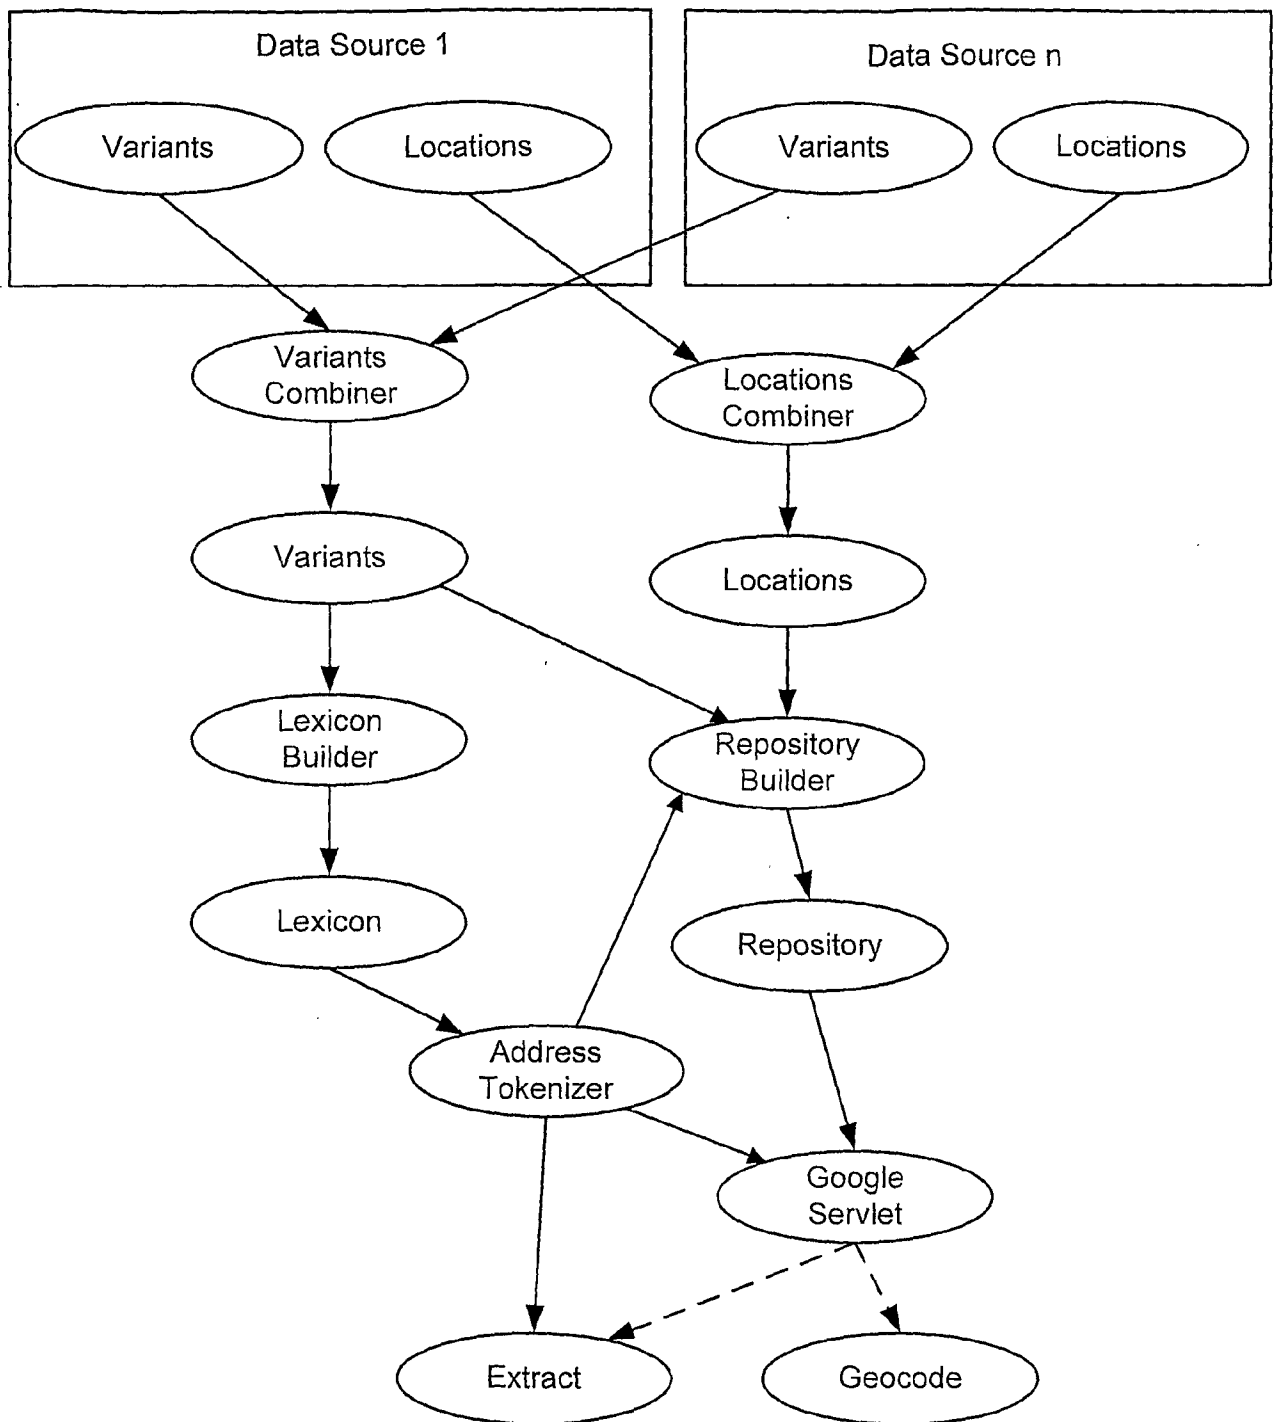 Data Source 1
Data Source n
Variants
Locations
Variants
Locations
Variants
Combiner
Locations
Combiner
Variants
Locations
Lexicon
Builder
Repository
Builder
Lexicon
Repository
Address
Tokenizer
Google
Servlet
Extract
Geocode